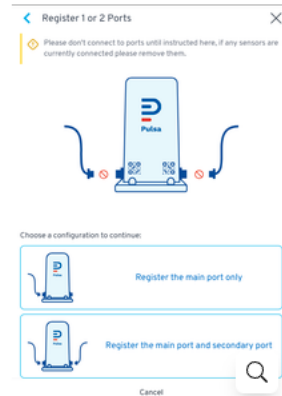 Register 1 or 2 Ports
Please don't connect to ports until instructed here, if any sensors are
currently connected please remove them.
Pulsa
Choose a configuration to continue:
Register the main port only
Register the main port and secondary port
Cancel